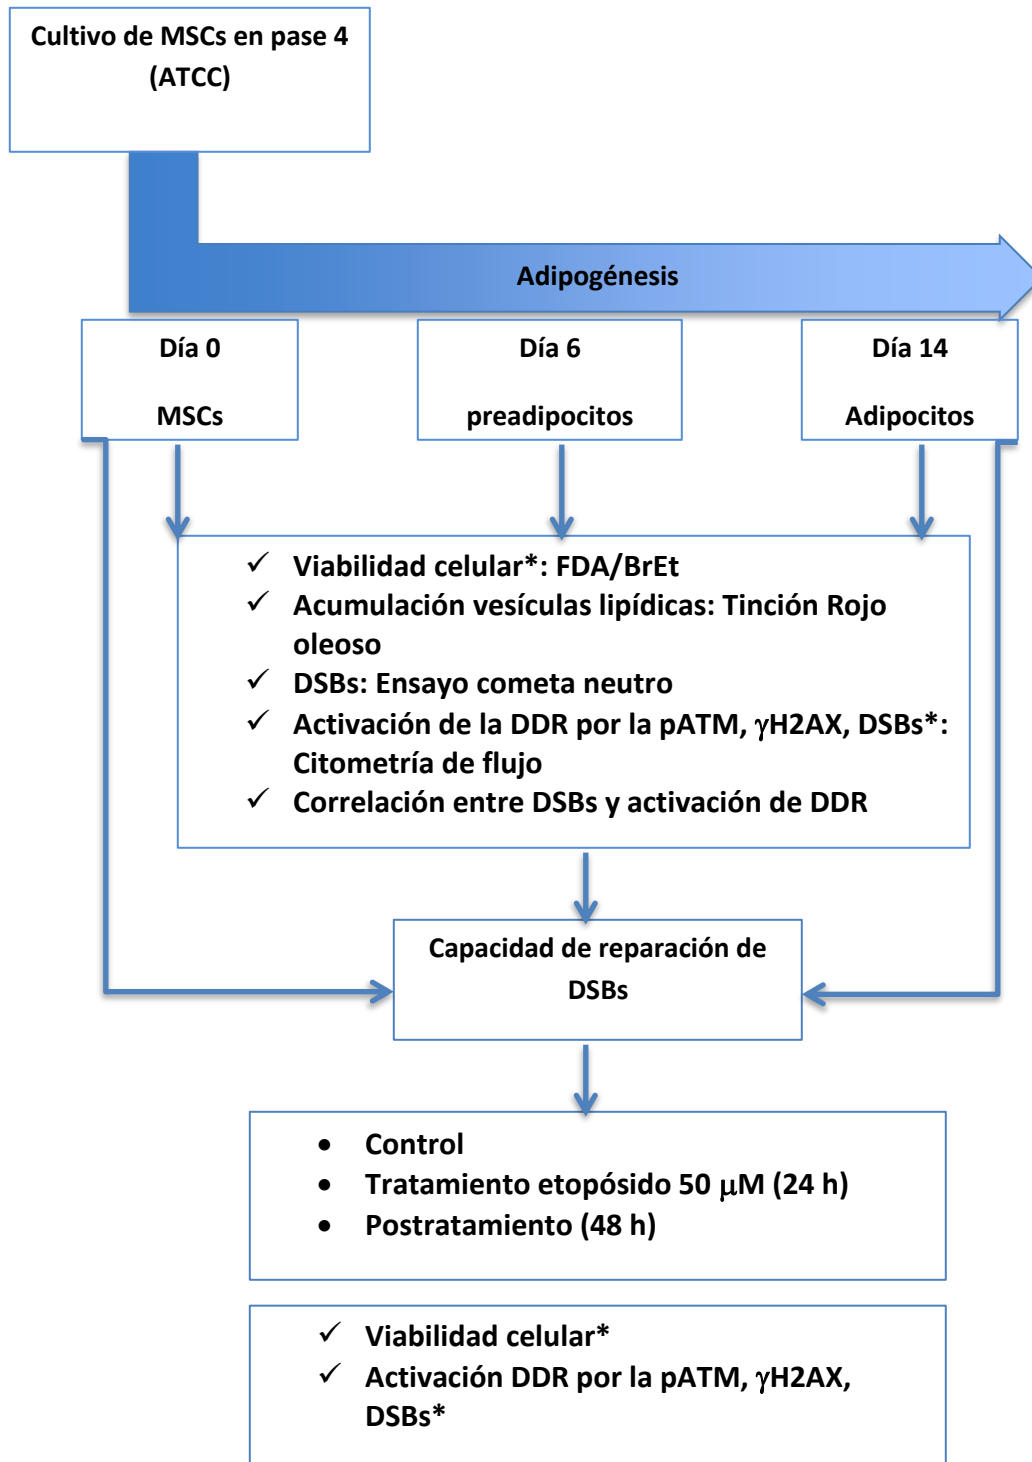 Cultivo de MSCs en pase 4
(ATCC)
Adipogénesis
Día 0
MSCs
Día 6
preadipocitos
Día 14
Adipocitos
✓ Viabilidad celular*: FDA/BrEt
✓ Acumulación vesículas lipídicas: Tinción Rojo
oleoso
✓ DSBs: Ensayo cometa neutro
✓ Activación de la DDR por la pATM, γH2AX, DSBs*:
Citometría de flujo
✓ Correlación entre DSBs y activación de DDR
Capacidad de reparación de
DSBs
• Control
• Tratamiento etopósido 50 μM (24 h)
• Postratamiento (48 h)
✓ Viabilidad celular*
✓ Activación DDR por la pATM, γH2AX,
DSBs*